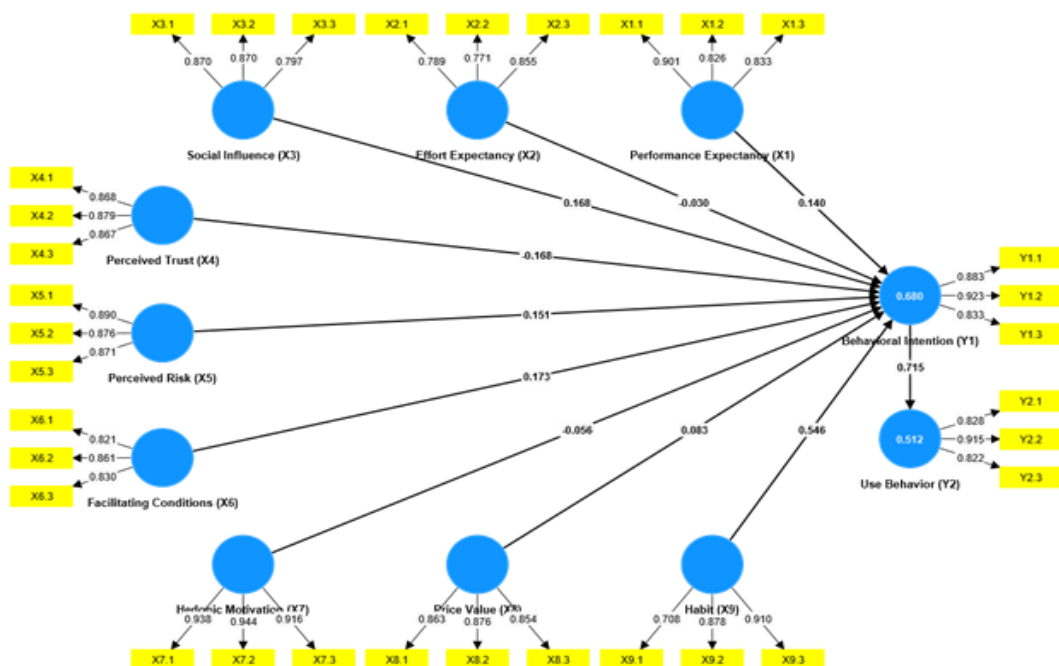 X3.1 X3.2 X3.3 X2.1 X2.2 X2.3 X1.1 X1.2 X1.3
0.870 0.870 0.797 0.789 0.771 0.855 0.901 0.826 0.833
Social Influence (X3) Effort Expectancy (X2) Performance Expectancy (X1)
X4.1
0.868
X4.2
0.879
X4.3
0.867
Perceived Trust (X4)
0.168 -0.030 0.140
-0.168
X5.1
0.890
X5.2
0.876
X5.3
0.871
Perceived Risk (X5)
0.151
0.680
Behavioral Intention (Y1)
Y1.1
0.883
Y1.2
0.923
Y1.3
0.833
0.715
X6.1
0.821
X6.2
0.861
X6.3
0.830
Facilitating Conditions (X6)
0.173
-0.056 0.083 0.546
0.512
Use Behavior (Y2)
Y2.1
0.828
Y2.2
0.915
Y2.3
0.822
Hedonic Motivation (X7) Price Value (X8) Habit (X9)
0.938 0.944 0.916 0.863 0.876 0.854 0.708 0.878 0.910
X7.1 X7.2 X7.3 X8.1 X8.2 X8.3 X9.1 X9.2 X9.3